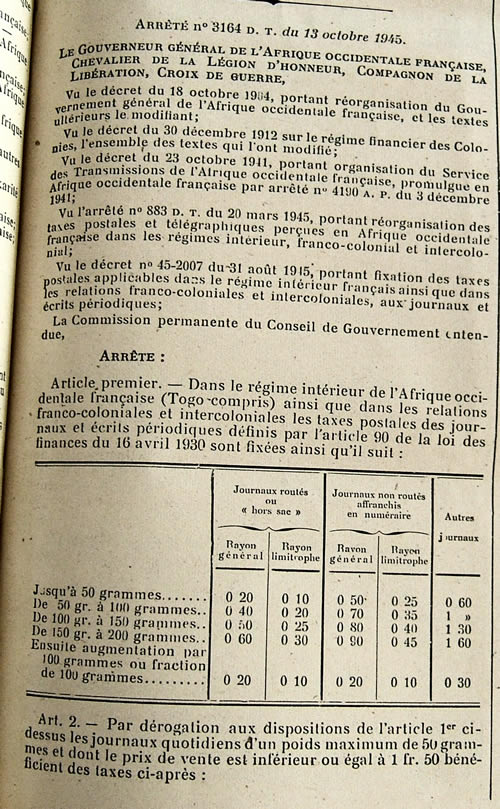 ARRÊTÉ nº 3164 D. T. du 13 octobre 1945.
LE GOUVERNEUR GÉNÉRAL DE L'AFRIQUE OCCIDENTALE FRANÇAISE,
CHEVALIER DE LA LÉGION D'HONNEUR, COMPAGNON DE LA
LIBÉRATION, CROIX DE GUERRE,
Vu le décret du 18 octobre 1904, portant réorganisation du Gou-
vernement général de l'Afrique occidentale française, et les textes
ultérieurs le modifiant;
Vu le décret du 30 décembre 1912 sur le régime financier des Colo-
nies, l'ensemble des textes qui l'ont modifié;
Vu le décret du 23 octobre 1941, portant organisation du Service
des Transmissions de l'Afrique occidentale française, promulgué en
Afrique occidentale française par arrêté nº 4190 A. P. du 3 décembre
1941;
Vu l'arrêté nº 883 D. T. du 20 mars 1945, portant réorganisation des
taxes postales et télégraphiques perçues en Afrique occidentale
française dans les régimes intérieur, franco-colonial et intercolo-
nial;
Vu le décret nº 45-2007 du 31 août 1945, portant fixation des taxes
postales applicables dans le régime intérieur français ainsi que dans
les relations franco-coloniales et intercoloniales, aux journaux et
écrits périodiques;
La Commission permanente du Conseil de Gouvernement enten-
due,
ARRÊTE :
Article premier. — Dans le régime intérieur de l'Afrique occi-
dentale française (Togo compris) ainsi que dans les relations
franco-coloniales et intercoloniales les taxes postales des jour-
naux et écrits périodiques définis par l'article 90 de la loi des
finances du 16 avril 1930 sont fixées ainsi qu'il suit :
Journaux routés
ou
« hors sac »
Journaux non routés
affranchis
en numéraire
Autres
journaux
Rayon
général
Rayon
limitrophe
Rayon
général
Rayon
limitrophe
Jusqu'à 50 grammes....... 0 20 0 10 0 50 0 25 0 60
De 50 gr. à 100 grammes.. 0 40 0 20 0 70 0 35 1 »
De 100 gr. à 150 grammes.. 0 50 0 25 0 80 0 40 1 30
De 150 gr. à 200 grammes.. 0 60 0 30 0 90 0 45 1 60
Ensuite augmentation par
100 grammes ou fraction
de 100 grammes......... 0 20 0 10 0 20 0 10 0 30
Art. 2. — Par dérogation aux dispositions de l'article 1er ci-
dessus les journaux quotidiens d'un poids maximum de 50 gram-
mes et dont le prix de vente est inférieur ou égal à 1 fr. 50 béné-
ficient des taxes ci-après :